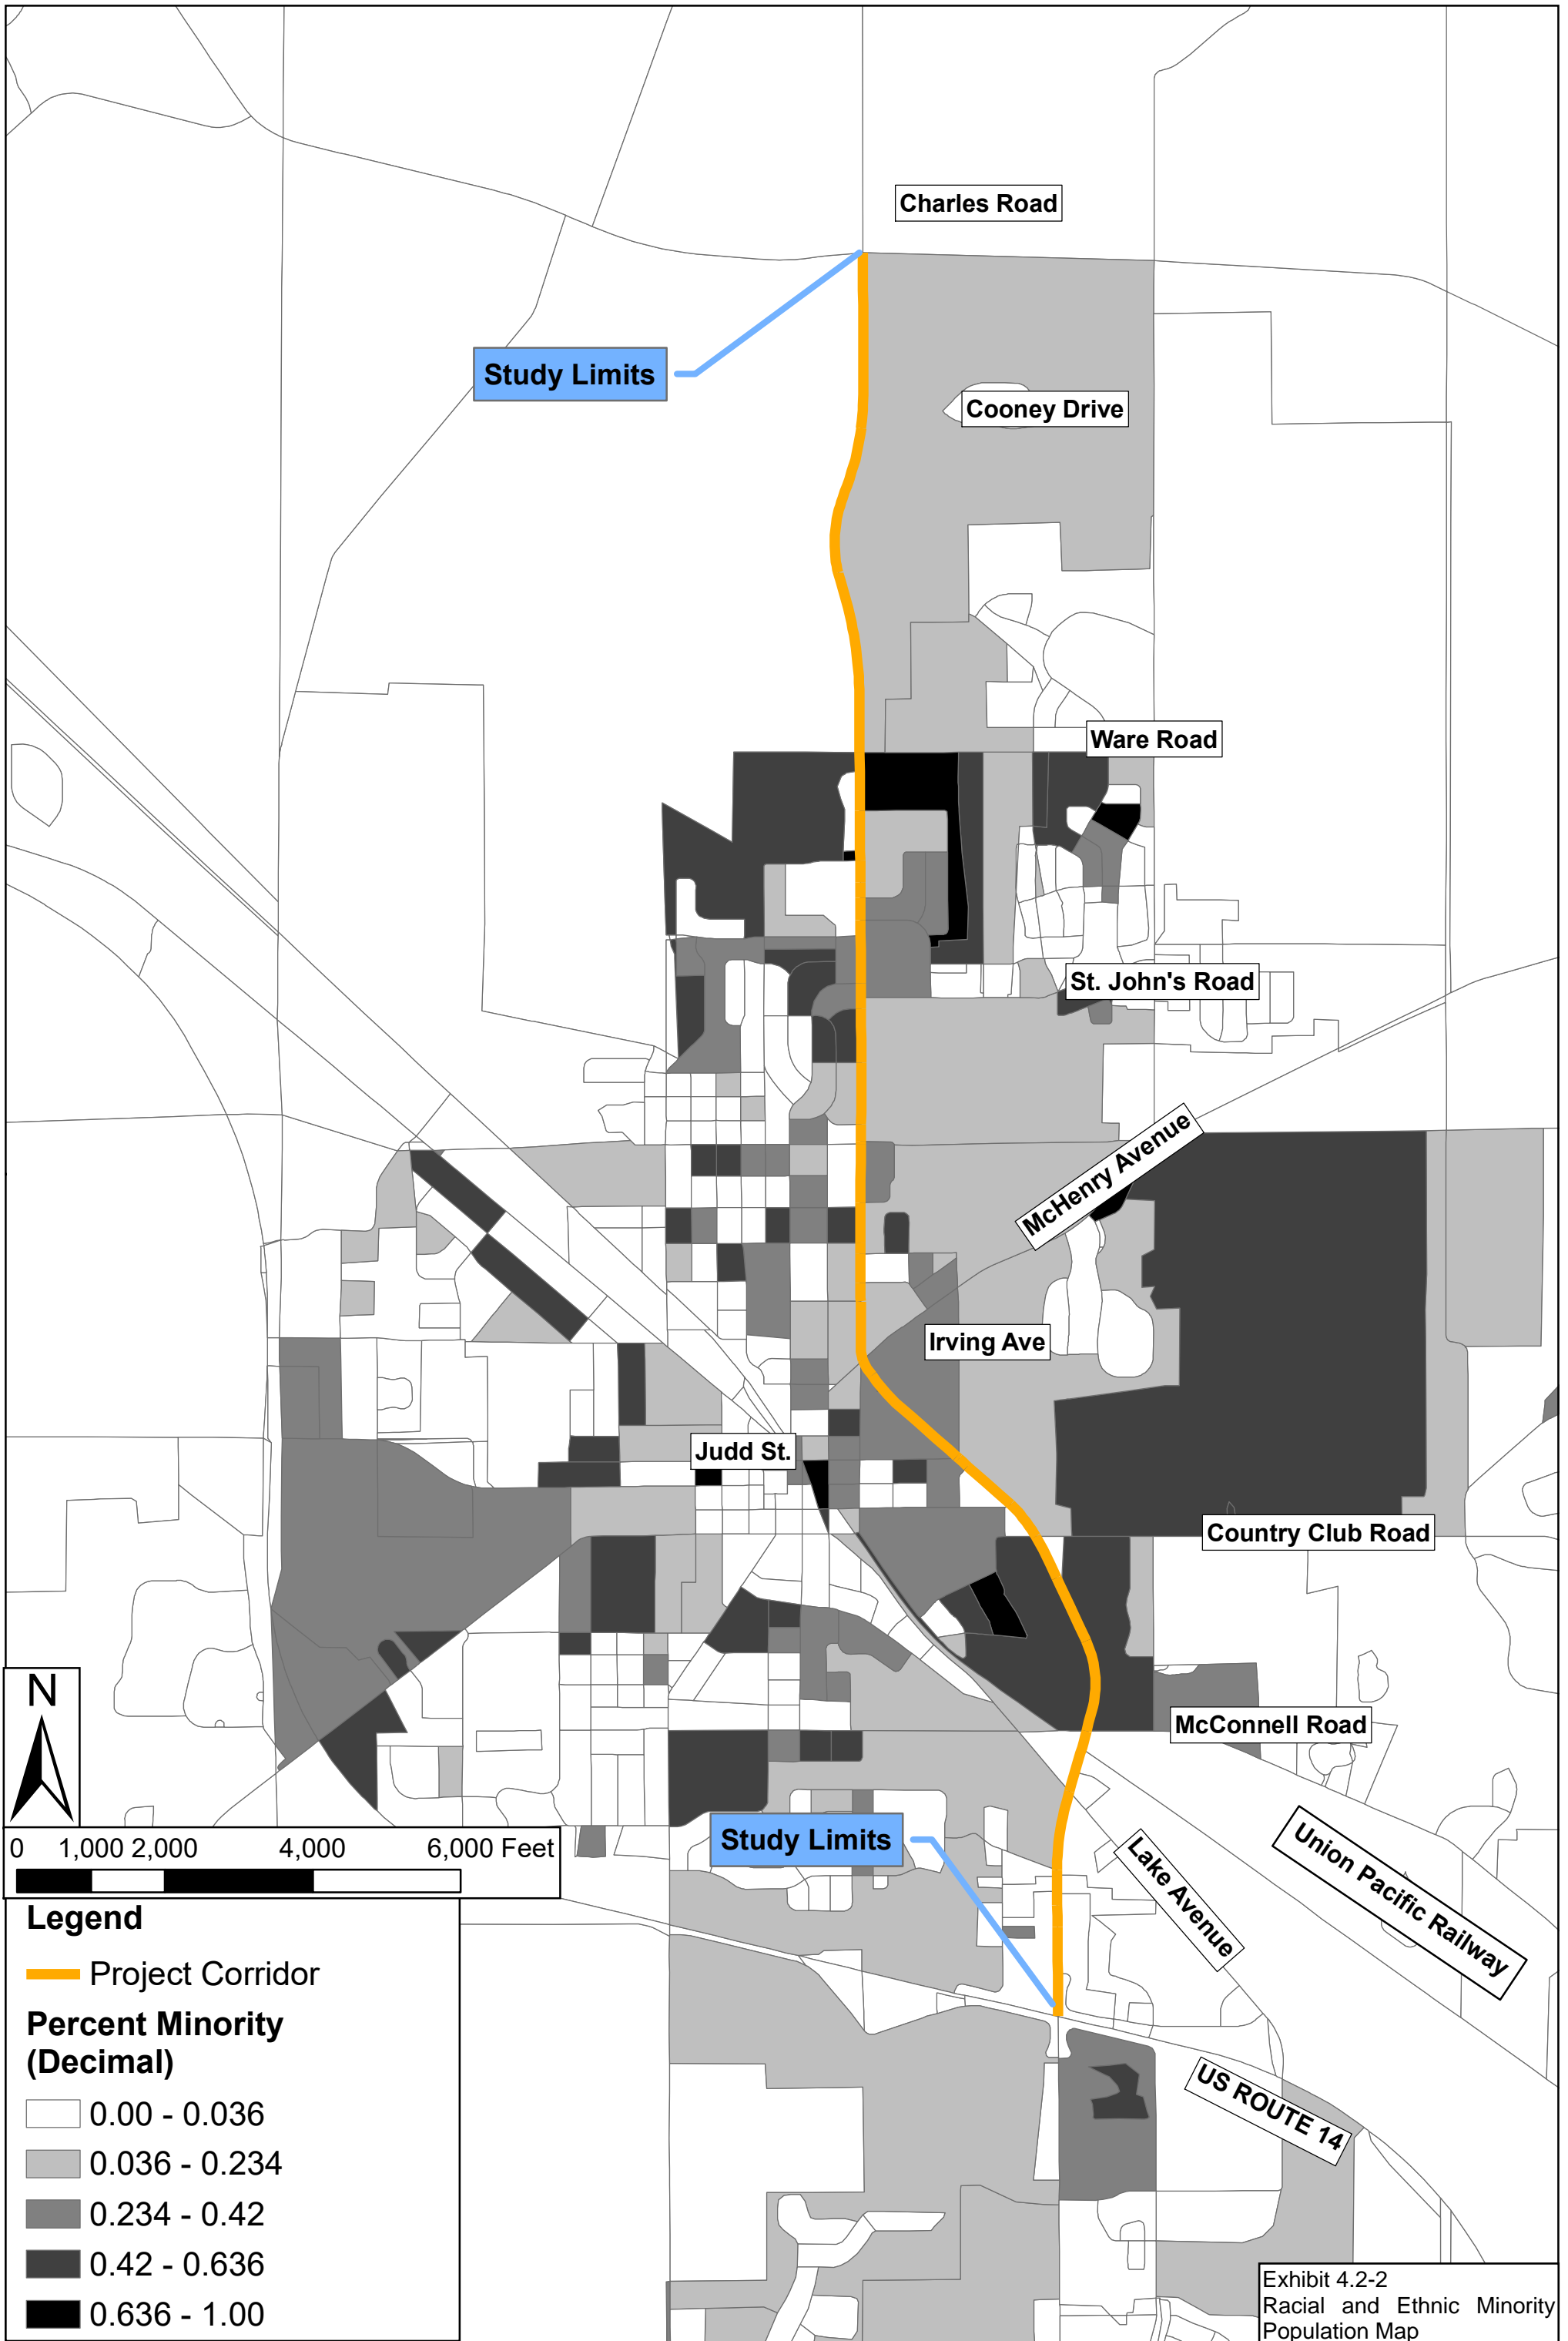 Charles Road
Study Limits
Cooney Drive
Ware Road
St. John's Road
McHenry Avenue
Irving Ave
Judd St.
Country Club Road
McConnell Road
N
Study Limits
0 1,000 2,000 4,000 6,000 Feet
Lake Avenue
Union Pacific Railway
US ROUTE 14
Legend
Project Corridor
Percent Minority
(Decimal)
0.00 - 0.036
0.036 - 0.234
0.234 - 0.42
0.42 - 0.636
0.636 - 1.00
Exhibit 4.2-2
Racial and Ethnic Minority
Population Map